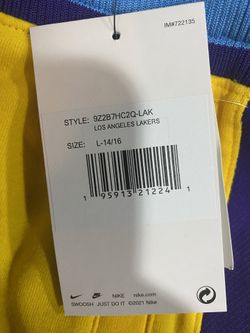 IM#722135
STYLE: 9Z2B7HC2Q-LAK
LOS ANGELES LAKERS
SIZE: L-14/16
1 95913 21224 1
NIKE nike.com
SWOOSH JUST DO IT ©2021 Nike